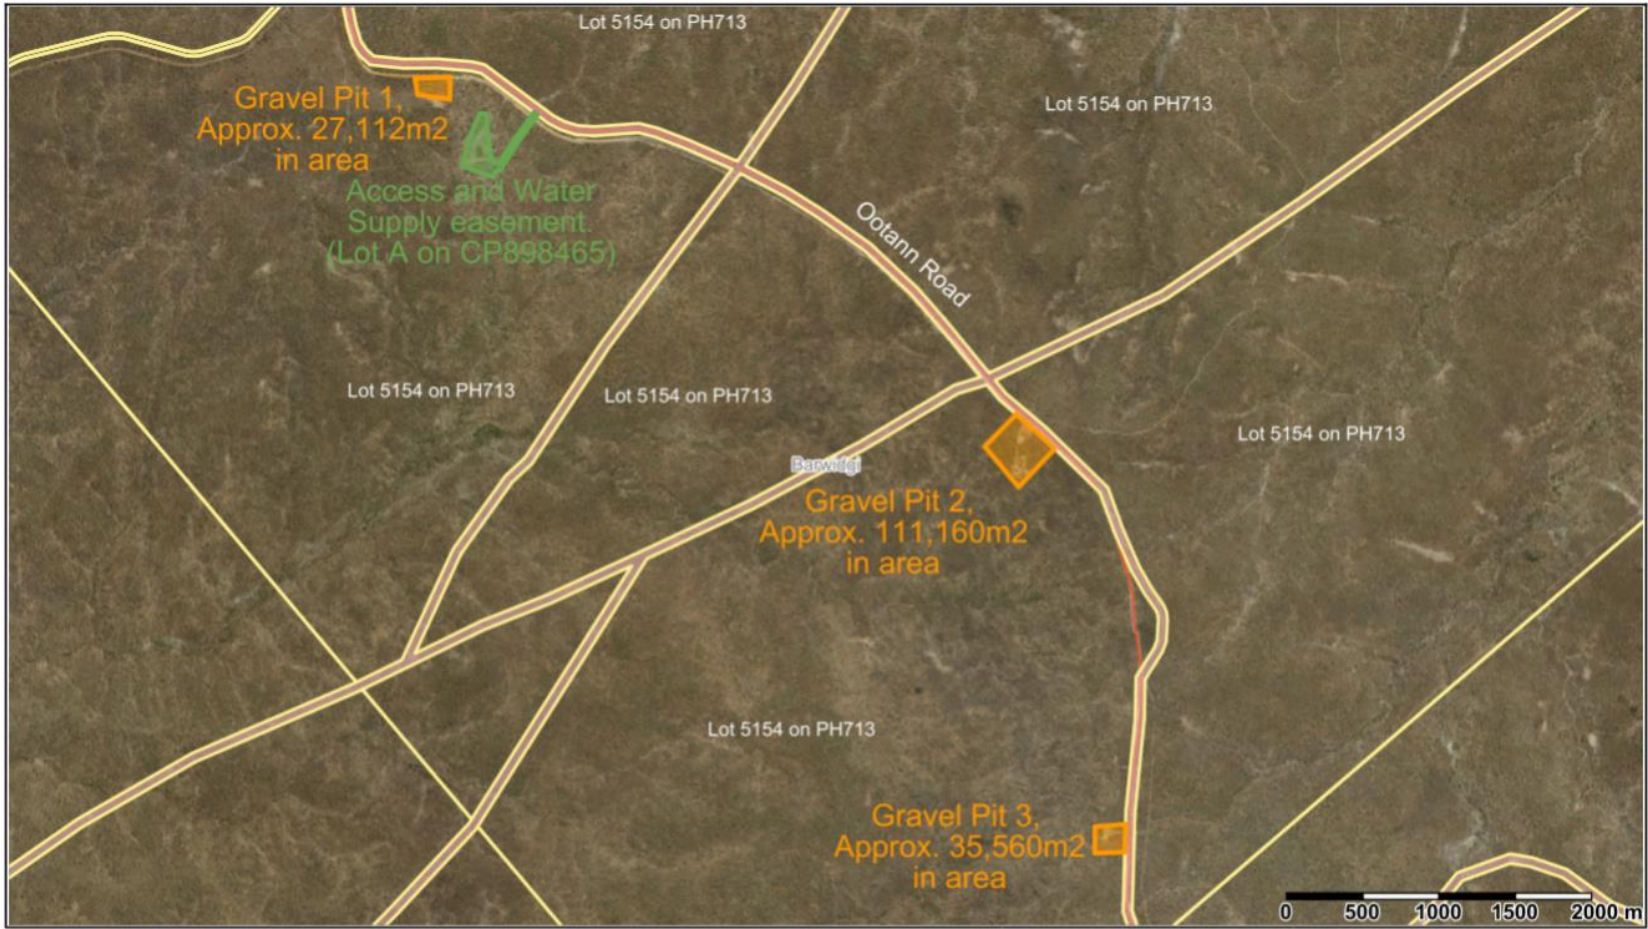 Lot 5154 on PH713
Gravel Pit 1,
Approx. 27,112m2
in area
Lot 5154 on PH713
Access and Water
Supply easement.
(Lot A on CP898465)
Ootann Road
Lot 5154 on PH713
Lot 5154 on PH713
Lot 5154 on PH713
Barwidgi
Gravel Pit 2,
Approx. 111,160m2
in area
Lot 5154 on PH713
Gravel Pit 3,
Approx. 35,560m2
in area
0 500 1000 1500 2000 m